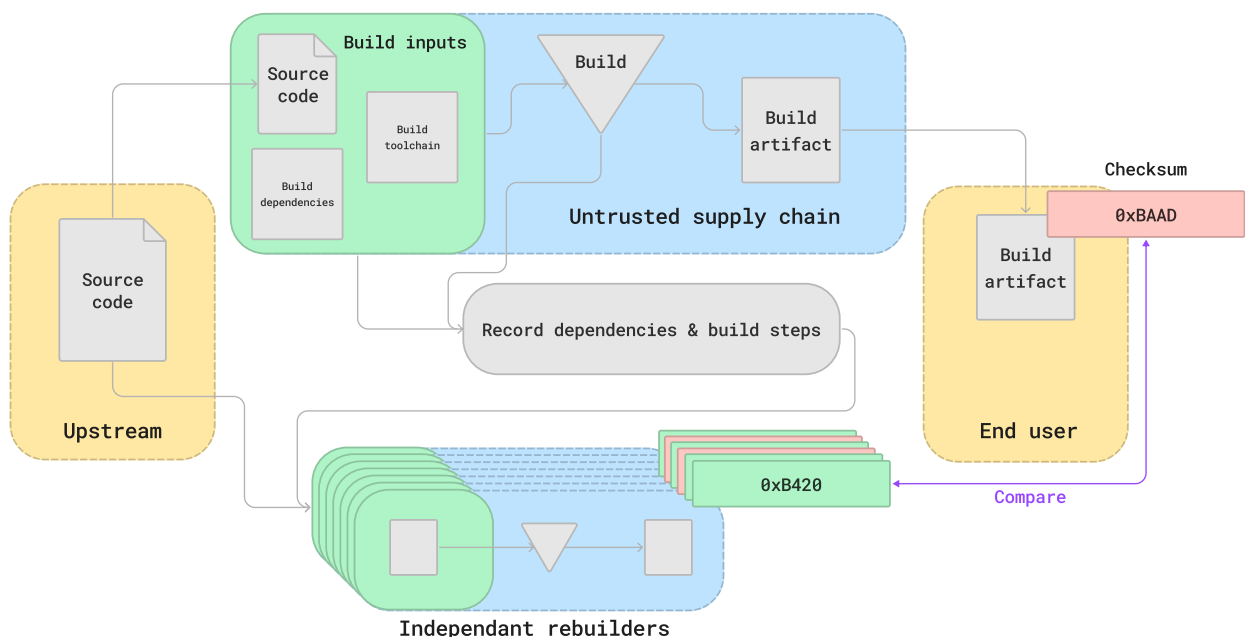 Build inputs
Source
code
Build
toolchain
Build
dependencies
Build
Build
artifact
Untrusted supply chain
Checksum
0xBAAD
Source
code
Upstream
Build
artifact
End user
Record dependencies & build steps
0xB420
Compare
Independant rebuilders